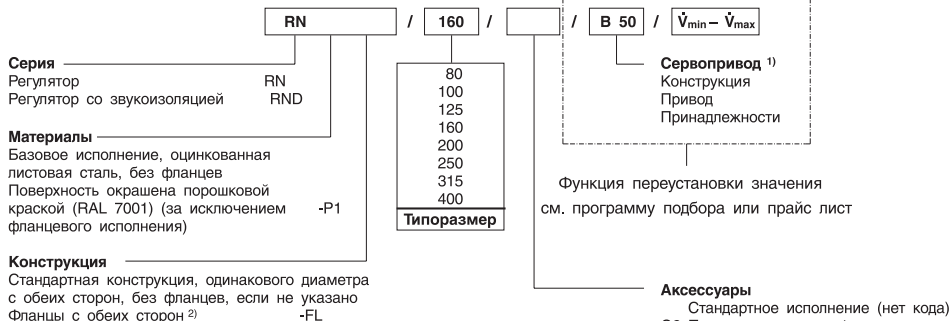 RN / 160 / / B 50 / V̇min – V̇max
Серия
Регулятор RN
Регулятор со звукоизоляцией RND
Материалы
Базовое исполнение, оцинкованная
листовая сталь, без фланцев
Поверхность окрашена порошковой
краской (RAL 7001) (за исключением -P1
фланцевого исполнения)
Конструкция
Стандартная конструкция, одинакового диаметра
с обеих сторон, без фланцев, если не указано
Фланцы с обеих сторон 2) -FL
80
100
125
160
200
250
315
400
Типоразмер
Сервопривод 1)
Конструкция
Привод
Принадлежности
Функция переустановки значения
см. программу подбора или прайс лист
Аксессуары
Стандартное исполнение (нет кода)